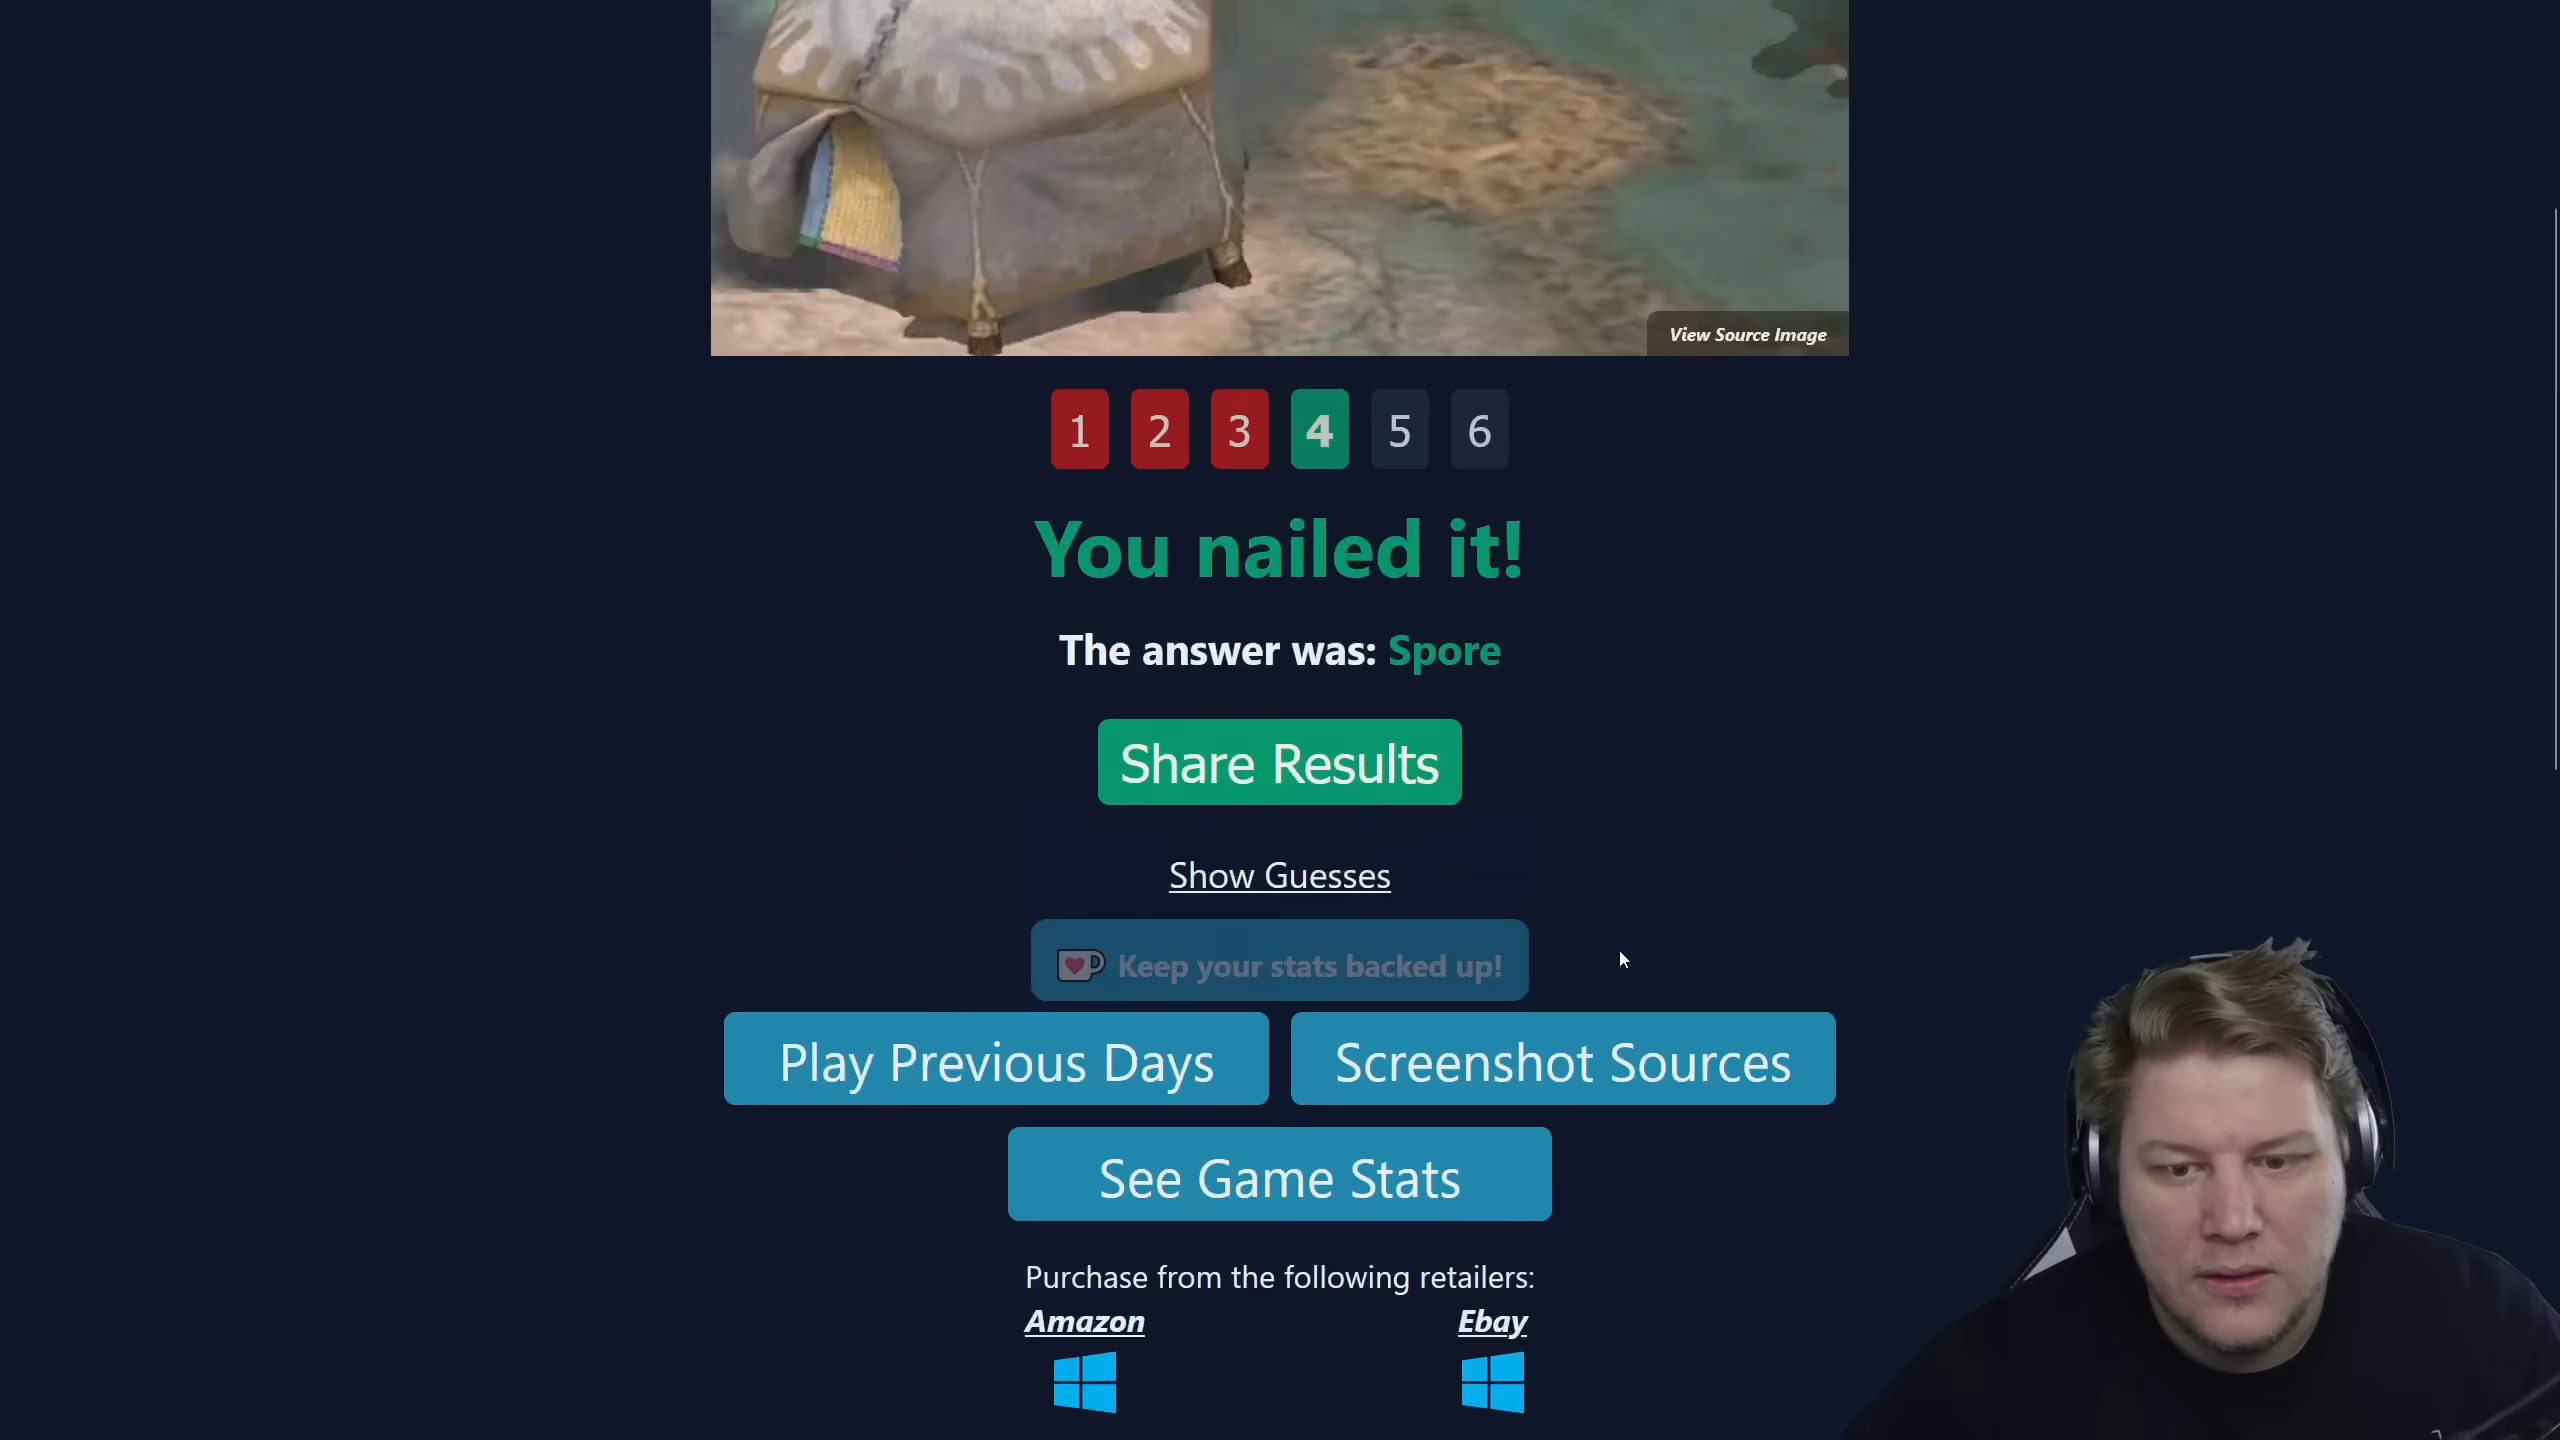 View Source Image
1 2 3 4 5 6
You nailed it!
The answer was: Spore
Share Results
Show Guesses
Keep your stats backed up!
Play Previous Days
Screenshot Sources
See Game Stats
Purchase from the following retailers:
Amazon
Ebay